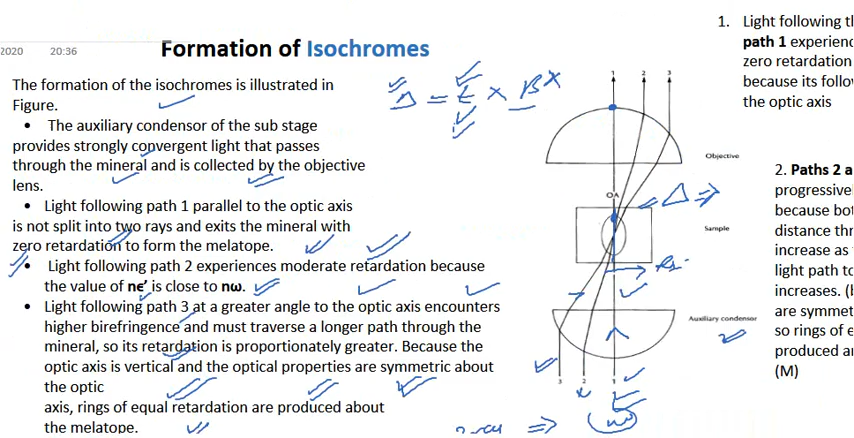 2020 20:36
Formation of Isochromes
The formation of the isochromes is illustrated in
Figure.
• The auxiliary condensor of the sub stage
provides strongly convergent light that passes
through the mineral and is collected by the objective
lens.
• Light following path 1 parallel to the optic axis
is not split into two rays and exits the mineral with
zero retardation to form the melatope.
• Light following path 2 experiences moderate retardation because
the value of ne′ is close to nω.
• Light following path 3 at a greater angle to the optic axis encounters
higher birefringence and must traverse a longer path through the
mineral, so its retardation is proportionately greater. Because the
optic axis is vertical and the optical properties are symmetric about
the optic
axis, rings of equal retardation are produced about
the melatope.
Δ = t × B
1 2 3
Objective
OA
Δ ⇒
Sample
Auxiliary condensor
3 2 1
1. Light following th
path 1 experienc
zero retardation
because its follow
the optic axis
2. Paths 2 a
progressivel
because bot
distance thr
increase as
light path to
increases. (b
are symmet
so rings of e
produced ar
(M)